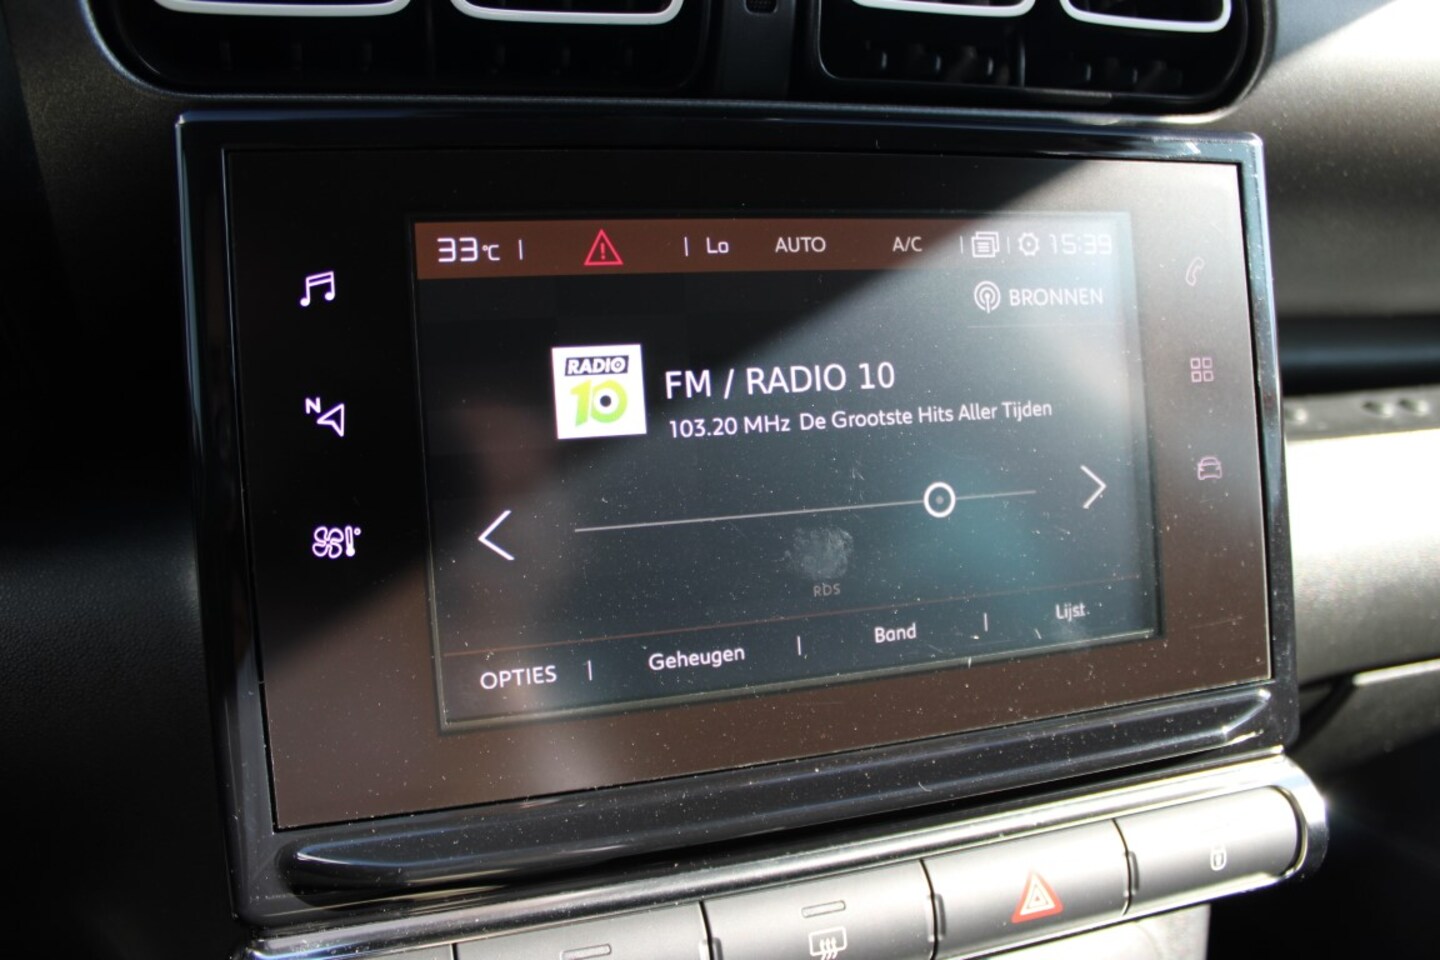 33°C | | Lo AUTO A/C | | 15:39
BRONNEN
RADIO
10
FM / RADIO 10
103.20 MHz De Grootste Hits Aller Tijden
N
RDS
OPTIES | Geheugen | Band | Lijst